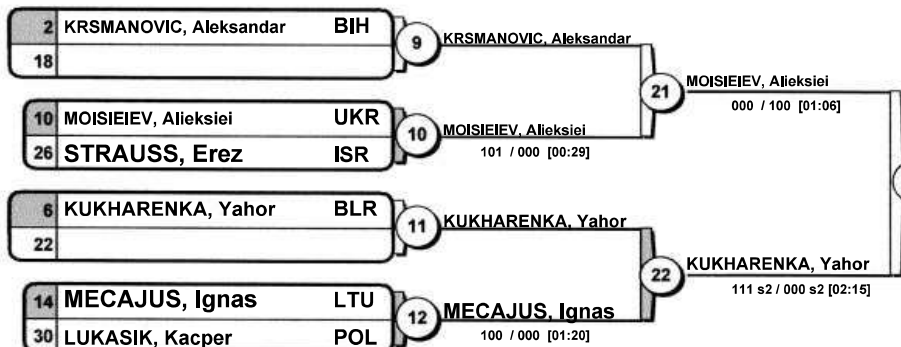 2 KRSMANOVIC, Aleksandar BIH
18
9
KRSMANOVIC, Aleksandar
10 MOISIEIEV, Alieksiei UKR
26 STRAUSS, Erez ISR
10
MOISIEIEV, Alieksiei
101 / 000 [00:29]
21
MOISIEIEV, Alieksiei
000 / 100 [01:06]
6 KUKHARENKA, Yahor BLR
22
11
KUKHARENKA, Yahor
14 MECAJUS, Ignas LTU
30 LUKASIK, Kacper POL
12
MECAJUS, Ignas
100 / 000 [01:20]
22
KUKHARENKA, Yahor
111 s2 / 000 s2 [02:15]